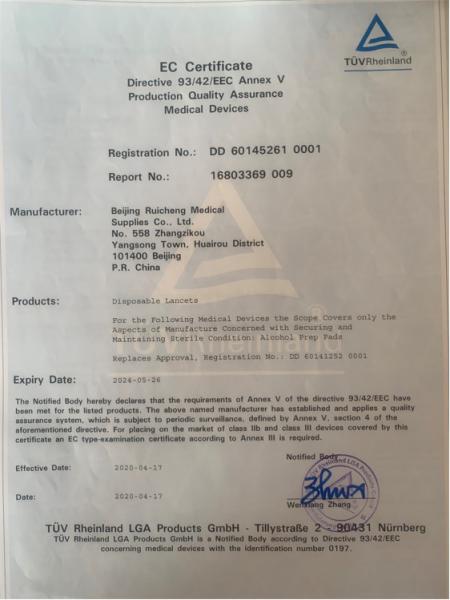 TÜVRheinland®
EC Certificate
Directive 93/42/EEC Annex V
Production Quality Assurance
Medical Devices
Registration No.: DD 60145261 0001
Report No.: 16803369 009
Manufacturer: Beijing Ruicheng Medical
Supplies Co., Ltd.
No. 558 Zhangzikou
Yangsong Town, Huairou District
101400 Beijing
P.R. China
Products: Disposable Lancets
For the Following Medical Devices the Scope Covers only the
Aspects of Manufacture Concerned with Securing and
Maintaining Sterile Condition: Alcohol Prep Pads
Replaces Approval, Registration No.: DD 60141252 0001
Expiry Date: 2024-05-26
The Notified Body hereby declares that the requirements of Annex V of the directive 93/42/EEC have
been met for the listed products. The above named manufacturer has established and applies a quality
assurance system, which is subject to periodic surveillance, defined by Annex V, section 4 of the
aforementioned directive. For placing on the market of class IIb and class III devices covered by this
certificate an EC type-examination certificate according to Annex III is required.
Notified Body
Effective Date: 2020-04-17
Date: 2020-04-17
Wenxiang Zhang
TÜV Rheinland LGA Products GmbH - Tillystraße 2 - 90431 Nürnberg
TÜV Rheinland LGA Products GmbH is a Notified Body according to Directive 93/42/EEC
concerning medical devices with the identification number 0197.